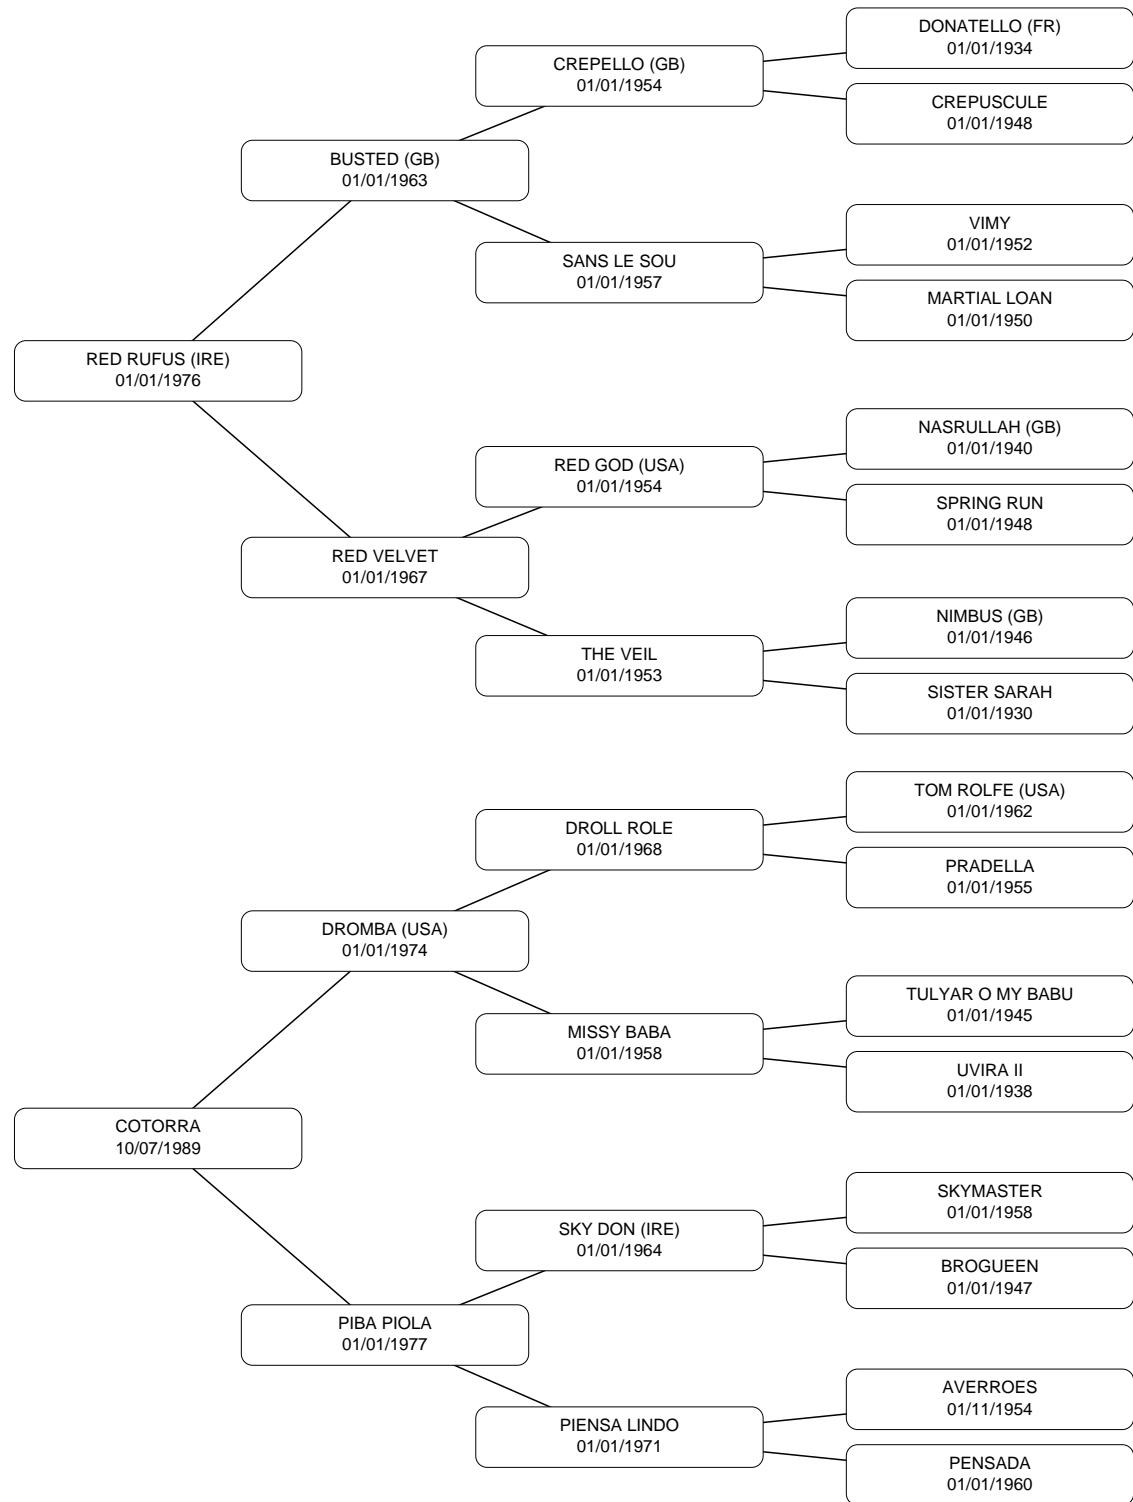 DONATELLO (FR)
01/01/1934
CREPELLO (GB)
01/01/1954
CREPUSCULE
01/01/1948
BUSTED (GB)
01/01/1963
VIMY
01/01/1952
SANS LE SOU
01/01/1957
MARTIAL LOAN
01/01/1950
RED RUFUS (IRE)
01/01/1976
NASRULLAH (GB)
01/01/1940
RED GOD (USA)
01/01/1954
SPRING RUN
01/01/1948
RED VELVET
01/01/1967
NIMBUS (GB)
01/01/1946
THE VEIL
01/01/1953
SISTER SARAH
01/01/1930
TOM ROLFE (USA)
01/01/1962
DROLL ROLE
01/01/1968
PRADELLA
01/01/1955
DROMBA (USA)
01/01/1974
TULYAR O MY BABU
01/01/1945
MISSY BABA
01/01/1958
UVIRA II
01/01/1938
COTORRA
10/07/1989
SKYMASTER
01/01/1958
SKY DON (IRE)
01/01/1964
BROGUEEN
01/01/1947
PIBA PIOLA
01/01/1977
AVERROES
01/11/1954
PIENSA LINDO
01/01/1971
PENSADA
01/01/1960